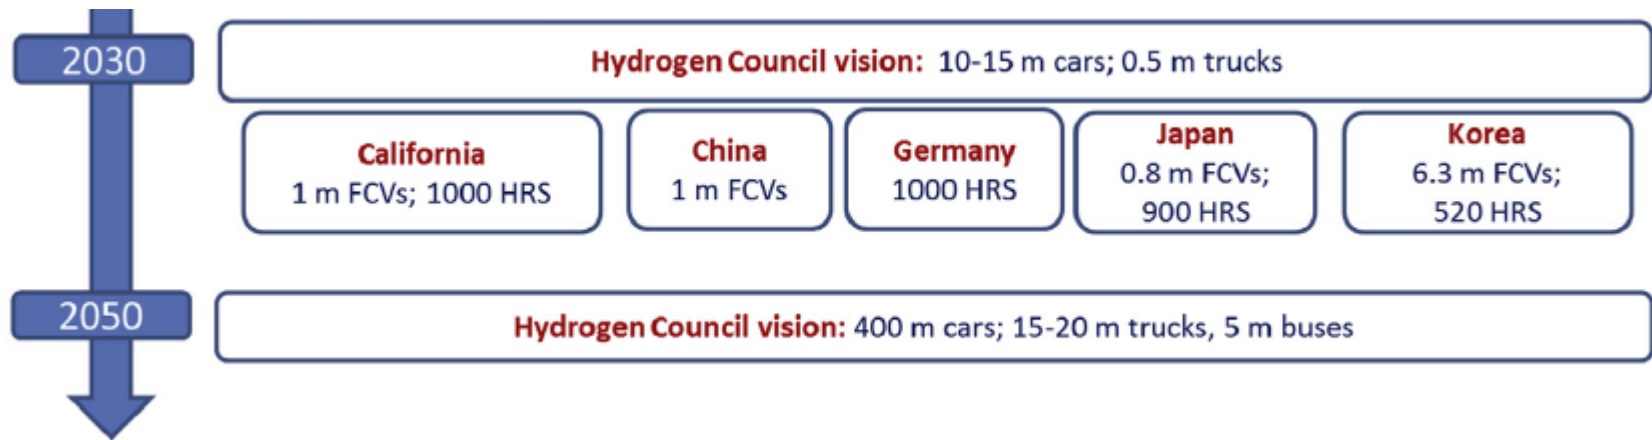 2030
Hydrogen Council vision: 10-15 m cars; 0.5 m trucks
California
1 m FCVs; 1000 HRS
China
1 m FCVs
Germany
1000 HRS
Japan
0.8 m FCVs;
900 HRS
Korea
6.3 m FCVs;
520 HRS
2050
Hydrogen Council vision: 400 m cars; 15-20 m trucks, 5 m buses